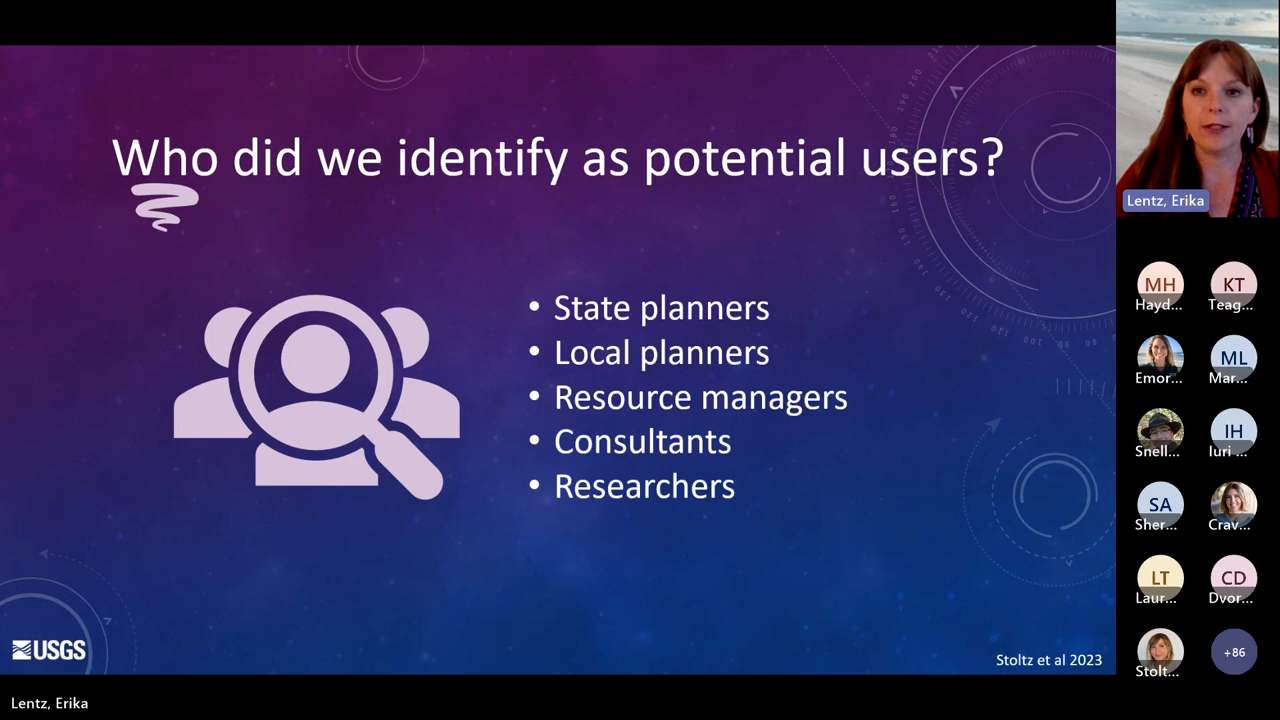 Who did we identify as potential users?
• State planners
• Local planners
• Resource managers
• Consultants
• Researchers
USGS
Stoltz et al 2023
Lentz, Erika
Lentz, Erika
MH
Hayd...
KT
Teag...
Emor...
ML
Mar...
Snell...
IH
Iuri ...
SA
Sher...
Crav...
LT
Laur...
CD
Dvor...
Stolt...
+86